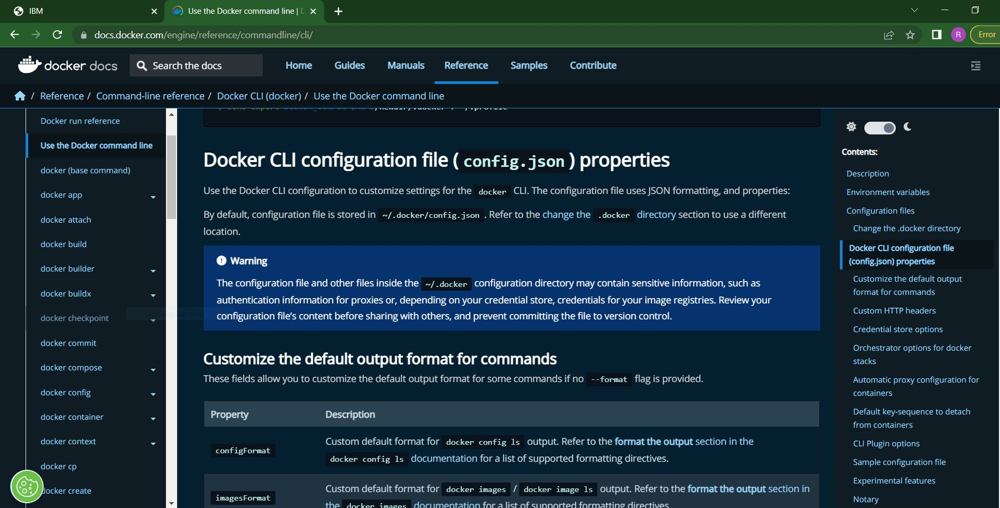 IBM
Use the Docker command line | D
docs.docker.com/engine/reference/commandline/cli/
R
Error
docker docs
Search the docs
Home
Guides
Manuals
Reference
Samples
Contribute
/ Reference / Command-line reference / Docker CLI (docker) / Use the Docker command line
Docker run reference
Use the Docker command line
docker (base command)
docker app
docker attach
docker build
docker builder
docker buildx
docker checkpoint
docker commit
docker compose
docker config
docker container
docker context
docker cp
docker create
Docker CLI configuration file (config.json) properties
Use the Docker CLI configuration to customize settings for the docker CLI. The configuration file uses JSON formatting, and properties:
By default, configuration file is stored in ~/.docker/config.json . Refer to the change the .docker directory section to use a different
location.
Warning
The configuration file and other files inside the ~/.docker configuration directory may contain sensitive information, such as
authentication information for proxies or, depending on your credential store, credentials for your image registries. Review your
configuration file's content before sharing with others, and prevent committing the file to version control.
Customize the default output format for commands
These fields allow you to customize the default output format for some commands if no --format flag is provided.
Property Description
configFormat
Custom default format for docker config ls output. Refer to the format the output section in the
docker config ls documentation for a list of supported formatting directives.
imagesFormat
Custom default format for docker images / docker image ls output. Refer to the format the output section in
the docker images documentation for a list of supported formatting directives.
Contents:
Description
Environment variables
Configuration files
Change the .docker directory
Docker CLI configuration file
(config.json) properties
Customize the default output
format for commands
Custom HTTP headers
Credential store options
Orchestrator options for docker
stacks
Automatic proxy configuration for
containers
Default key-sequence to detach
from containers
CLI Plugin options
Sample configuration file
Experimental features
Notary